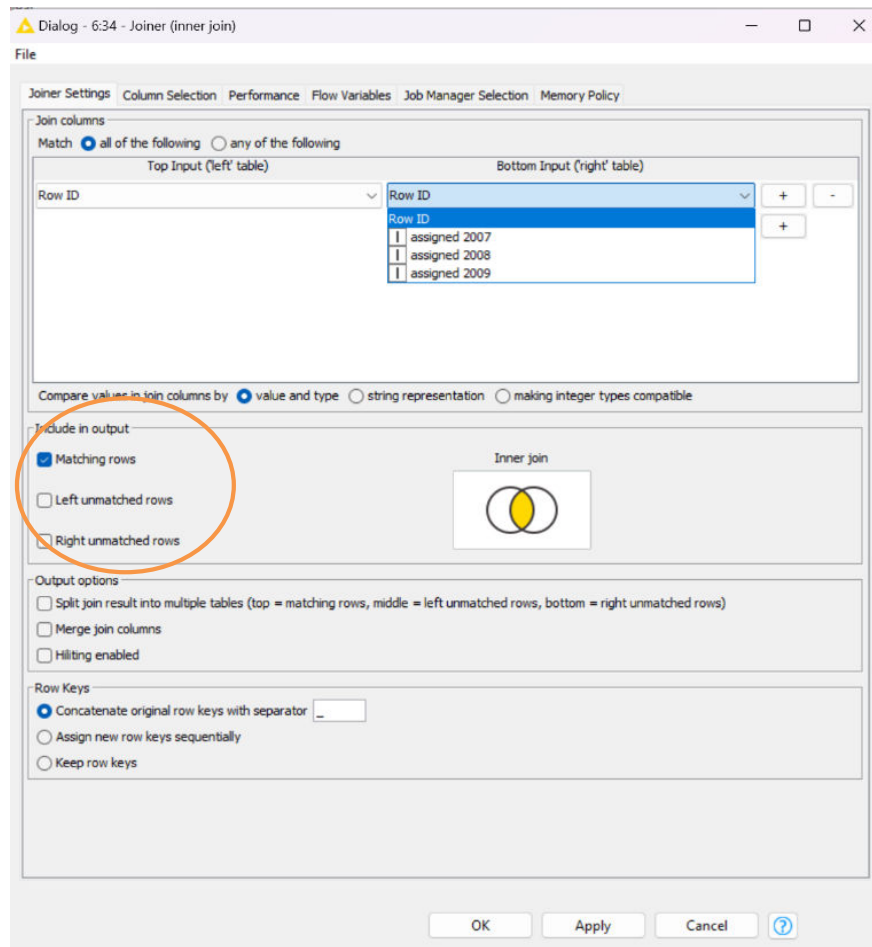 Dialog - 6:34 - Joiner (inner join)
File
Joiner Settings Column Selection Performance Flow Variables Job Manager Selection Memory Policy
Join columns
Match all of the following any of the following
Top Input ('left' table) Bottom Input ('right' table)
Row ID Row ID + -
Row ID
+
I assigned 2007
I assigned 2008
I assigned 2009
Compare values in join columns by value and type string representation making integer types compatible
Include in output
Matching rows Inner join
Left unmatched rows
Right unmatched rows
Output options
Split join result into multiple tables (top = matching rows, middle = left unmatched rows, bottom = right unmatched rows)
Merge join columns
Hiliting enabled
Row Keys
Concatenate original row keys with separator _
Assign new row keys sequentially
Keep row keys
OK Apply Cancel ?